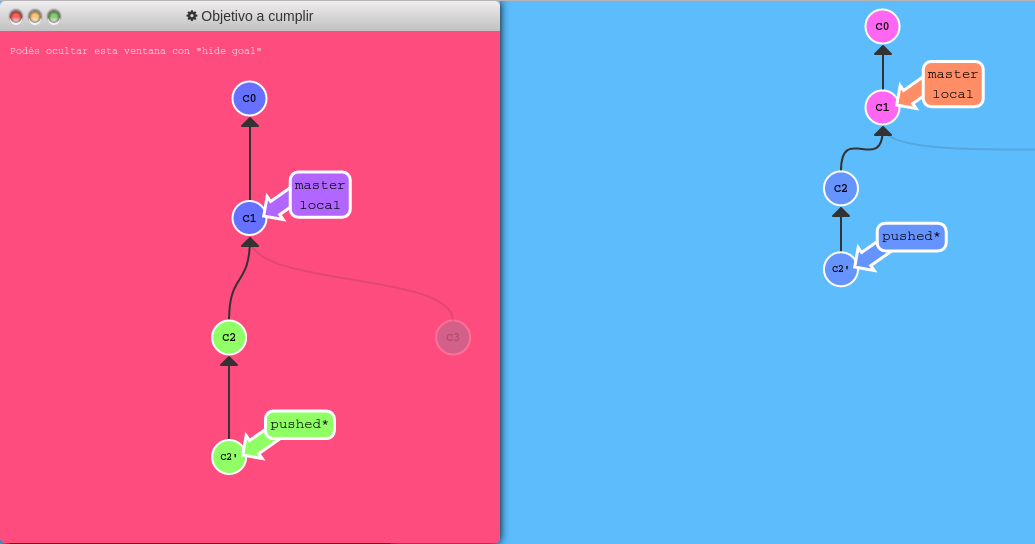 Objetivo a cumplir
Podés ocultar esta ventana con "hide goal"
C0
master
local
C1
C2
C3
pushed*
C2'
C0
master
local
C1
C2
pushed*
C2'